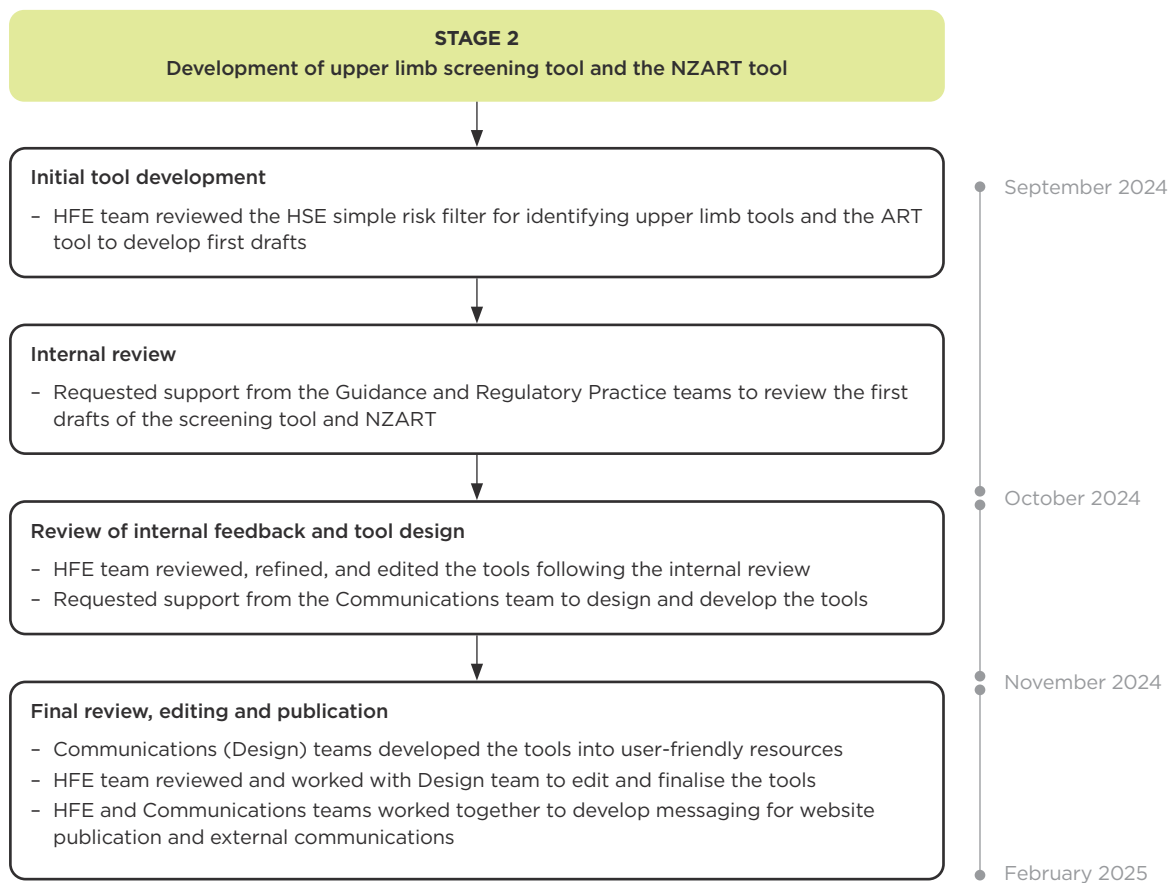 STAGE 2
Development of upper limb screening tool and the NZART tool
Initial tool development
– HFE team reviewed the HSE simple risk filter for identifying upper limb tools and the ART
tool to develop first drafts
September 2024
Internal review
– Requested support from the Guidance and Regulatory Practice teams to review the first
drafts of the screening tool and NZART
October 2024
Review of internal feedback and tool design
– HFE team reviewed, refined, and edited the tools following the internal review
– Requested support from the Communications team to design and develop the tools
November 2024
Final review, editing and publication
– Communications (Design) teams developed the tools into user-friendly resources
– HFE team reviewed and worked with Design team to edit and finalise the tools
– HFE and Communications teams worked together to develop messaging for website
publication and external communications
February 2025